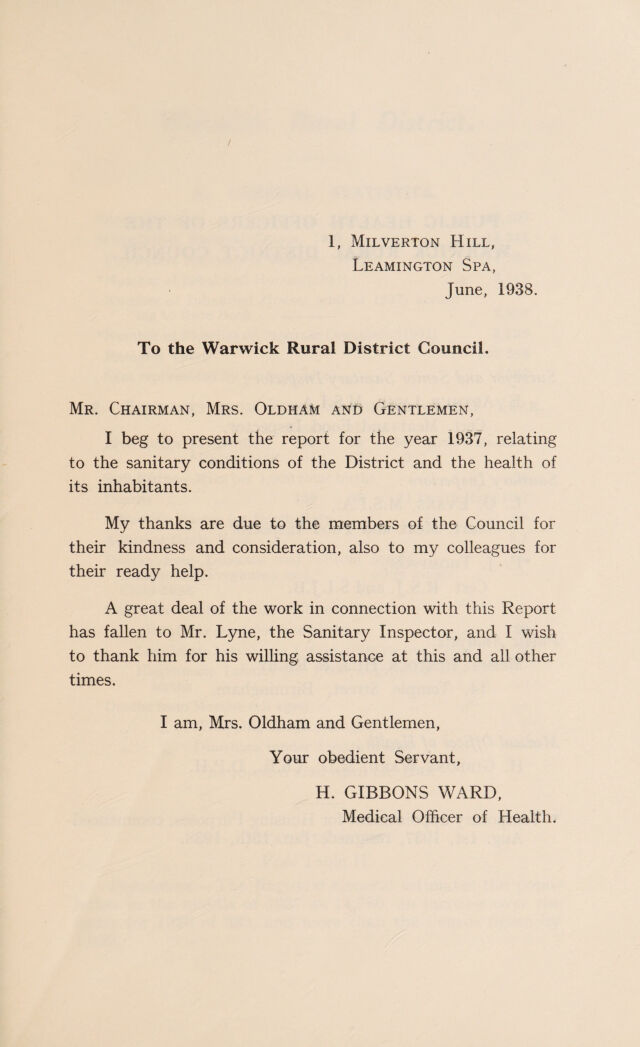 1, Milverton Hill,
Leamington Spa,
June, 1938.
To the Warwick Rural District Council.
Mr. Chairman, Mrs. Oldham and Gentlemen,
I beg to present the report for the year 1937, relating
to the sanitary conditions of the District and the health of
its inhabitants.
My thanks are due to the members of the Council for
their kindness and consideration, also to my colleagues for
their ready help.
A great deal of the work in connection with this Report
has fallen to Mr. Lyne, the Sanitary Inspector, and I wish
to thank him for his willing assistance at this and all other
times.
I am, Mrs. Oldham and Gentlemen,
Your obedient Servant,
H. GIBBONS WARD,
Medical Officer of Health.